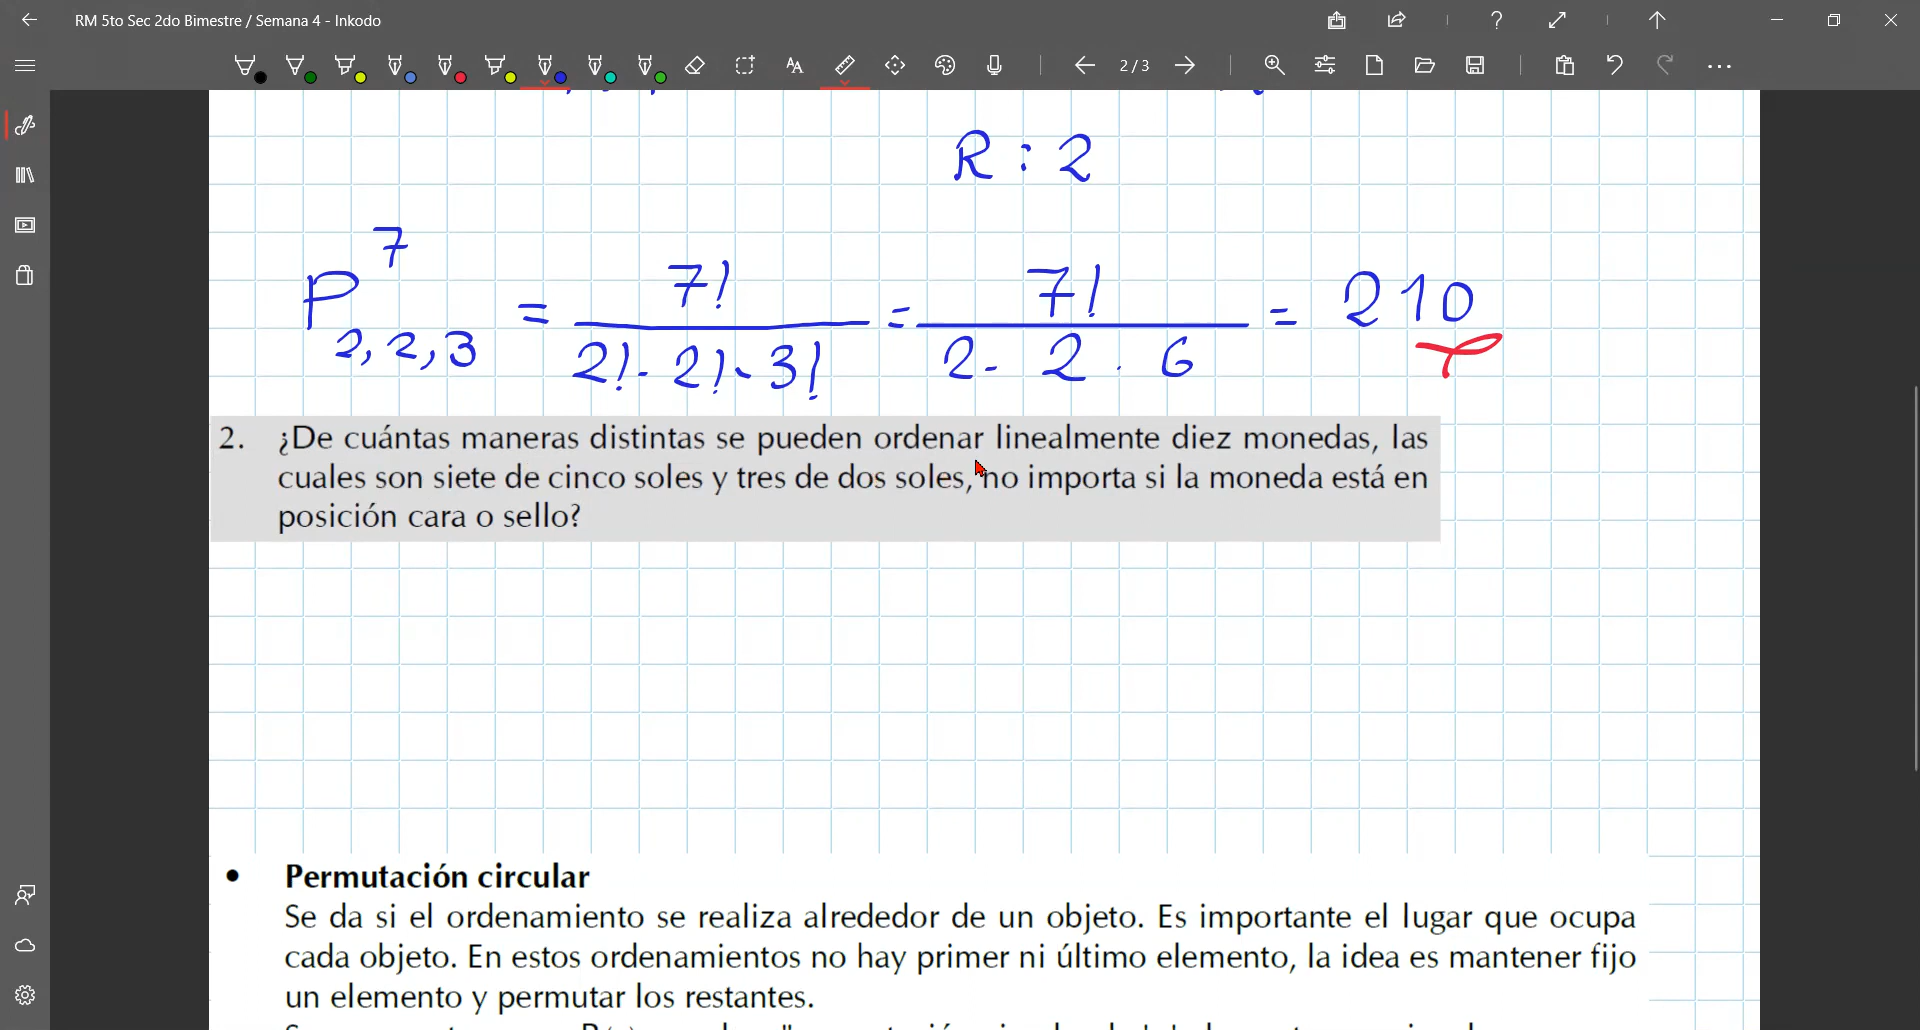 RM 5to Sec 2do Bimestre / Semana 4 - Inkodo
2 / 3
R : 2
P 7 2, 2, 3 = 7! / 2! · 2! · 3! = 7! / 2 · 2 · 6 = 210
2. ¿De cuántas maneras distintas se pueden ordenar linealmente diez monedas, las
cuales son siete de cinco soles y tres de dos soles, no importa si la moneda está en
posición cara o sello?
• Permutación circular
Se da si el ordenamiento se realiza alrededor de un objeto. Es importante el lugar que ocupa
cada objeto. En estos ordenamientos no hay primer ni último elemento, la idea es mantener fijo
un elemento y permutar los restantes.